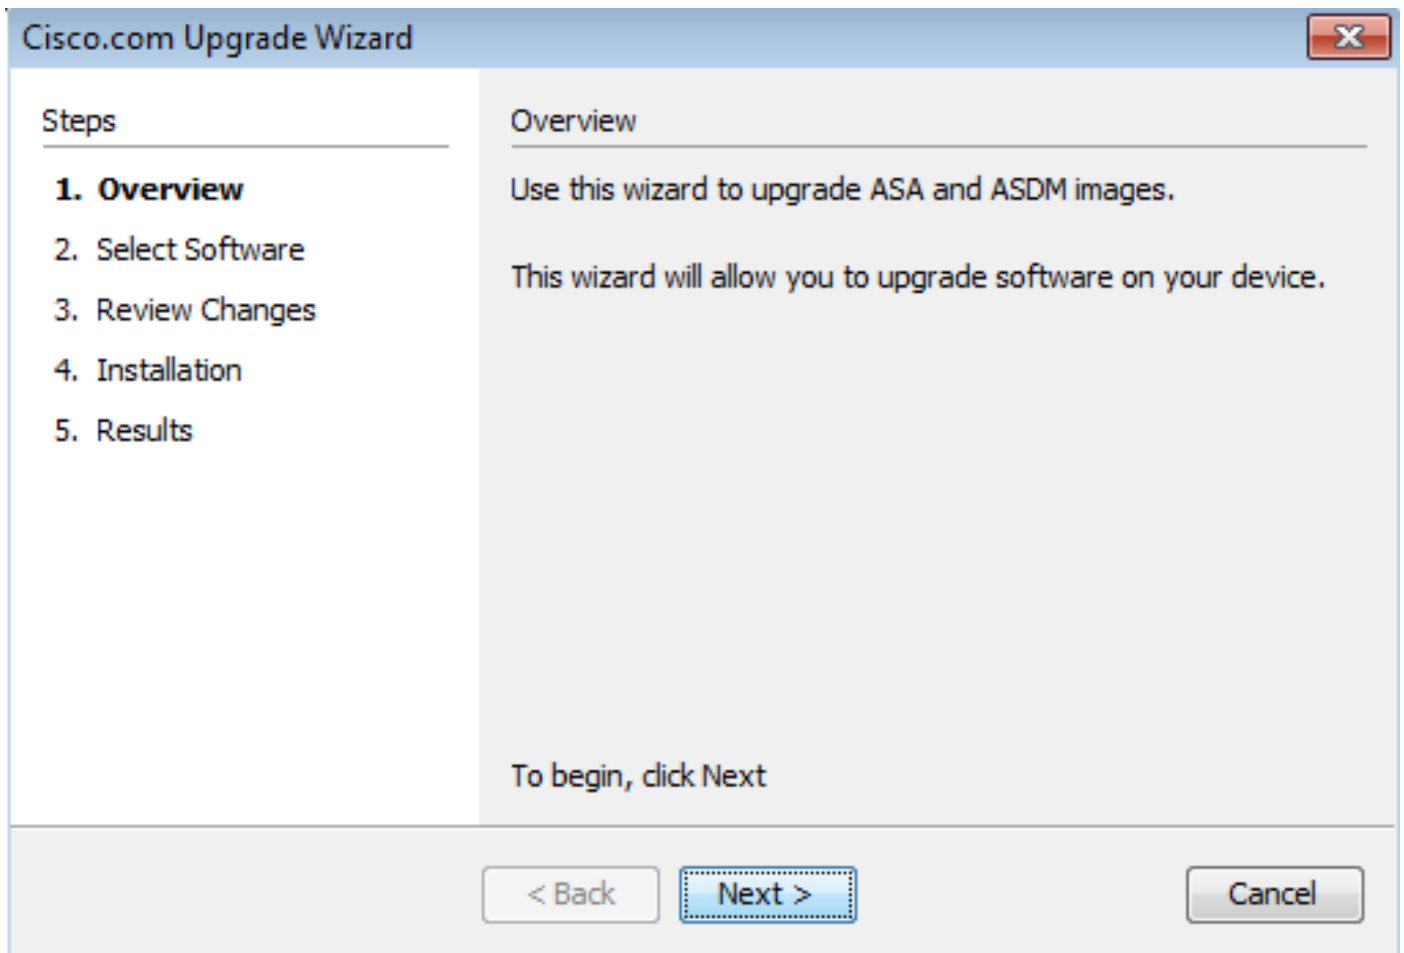 Cisco.com Upgrade Wizard
Steps
1. Overview
2. Select Software
3. Review Changes
4. Installation
5. Results
Overview
Use this wizard to upgrade ASA and ASDM images.
This wizard will allow you to upgrade software on your device.
To begin, click Next
< Back
Next >
Cancel